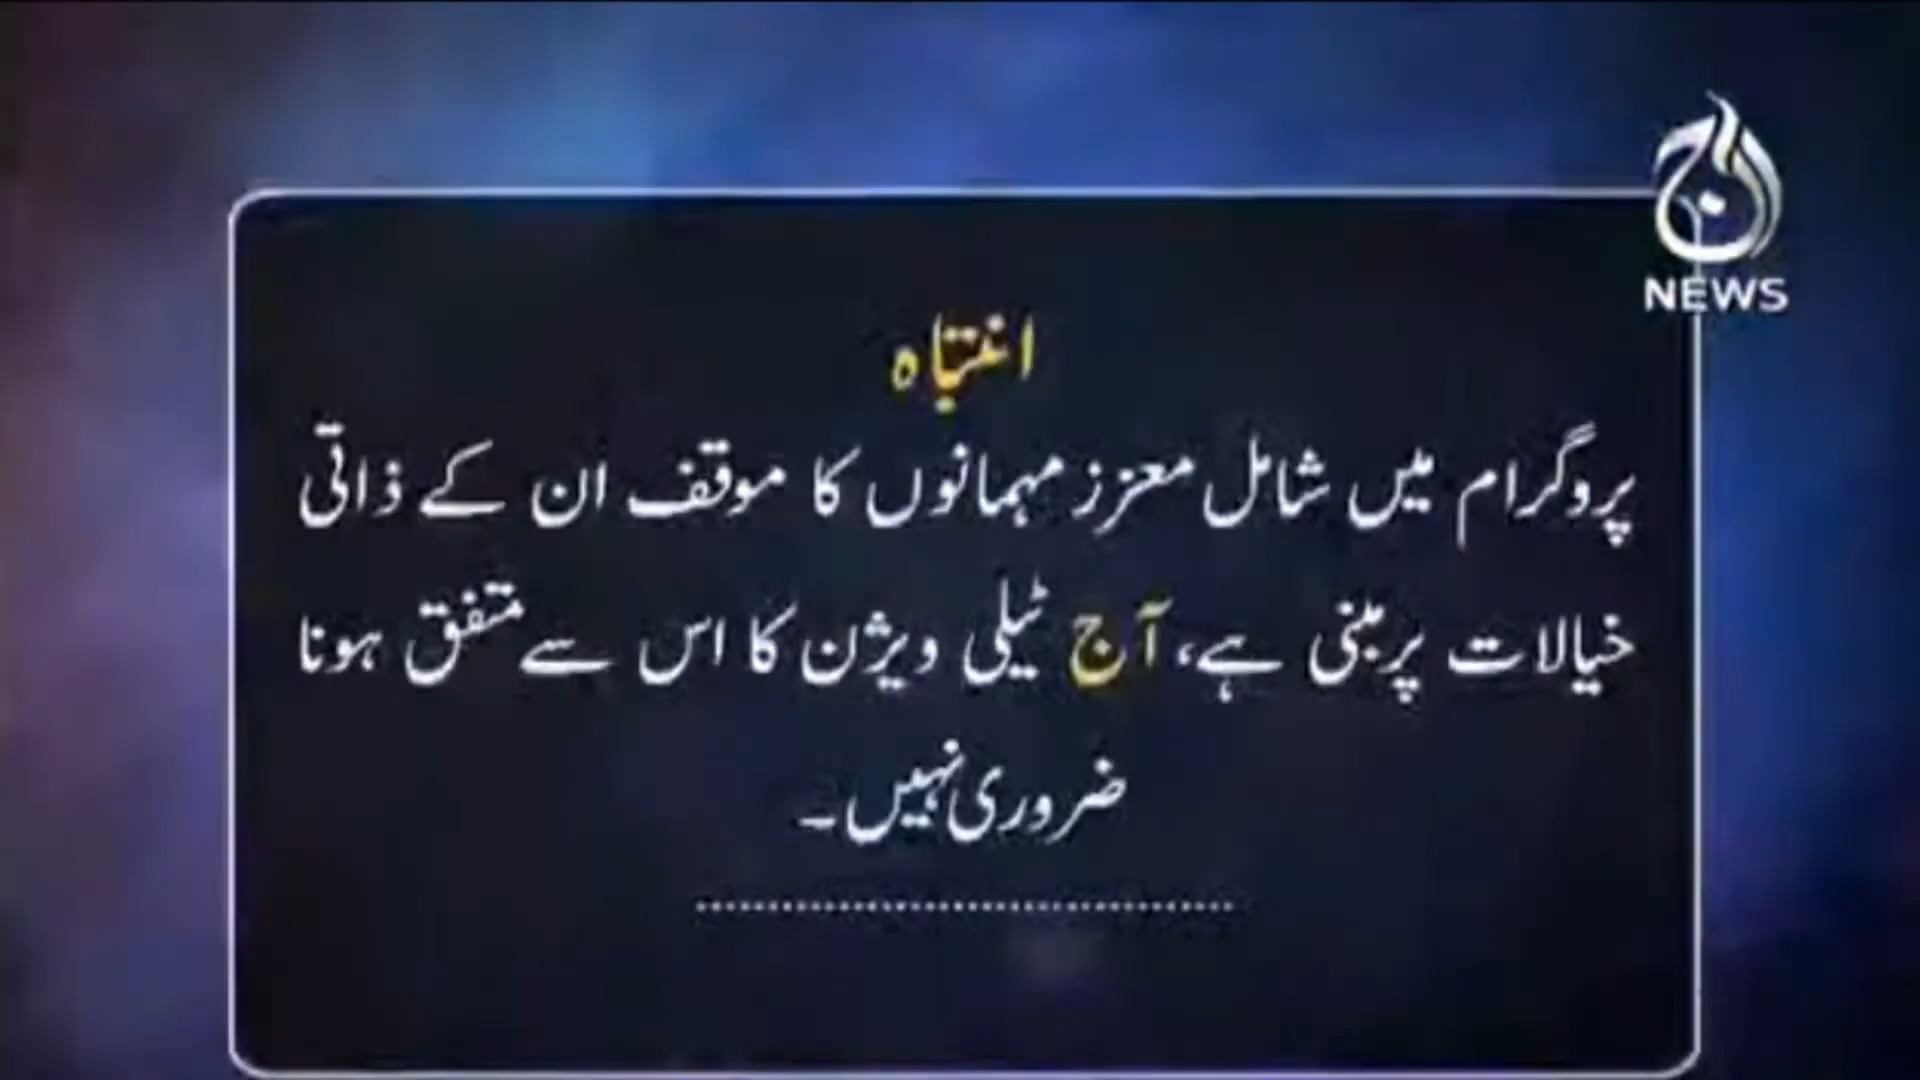 آج
NEWS
انتباہ
پروگرام میں شامل معزز مہمانوں کا موقف ان کے ذاتی
خیالات پر مبنی ہے، آج ٹیلی ویژن کا اس سے متفق ہونا
ضروری نہیں۔